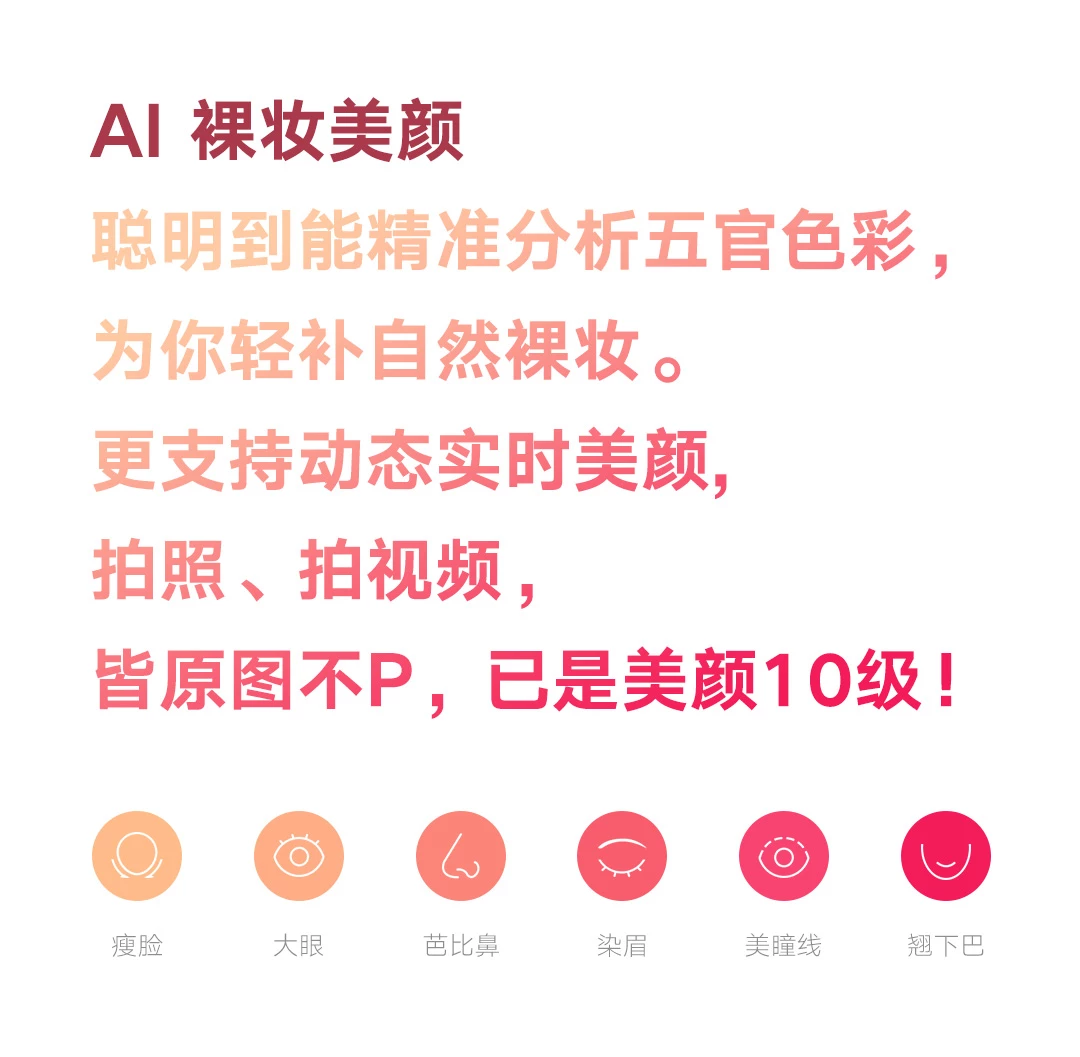 AI 裸妆美颜
聪明到能精准分析五官色彩，
为你轻补自然裸妆。
更支持动态实时美颜,
拍照、拍视频，
皆原图不P，已是美颜10级！
瘦脸
大眼
芭比鼻
染眉
美瞳线
翘下巴